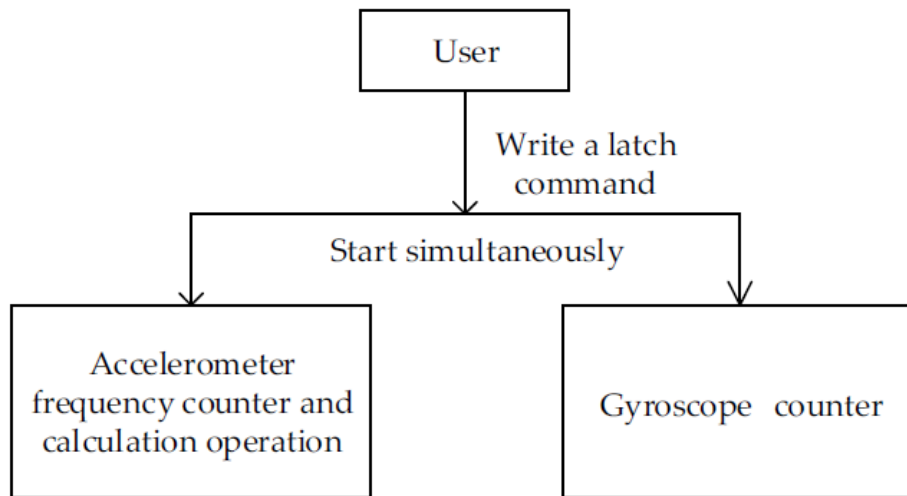 User
Write a latch
command
Start simultaneously
Accelerometer
frequency counter and
calculation operation
Gyroscope counter